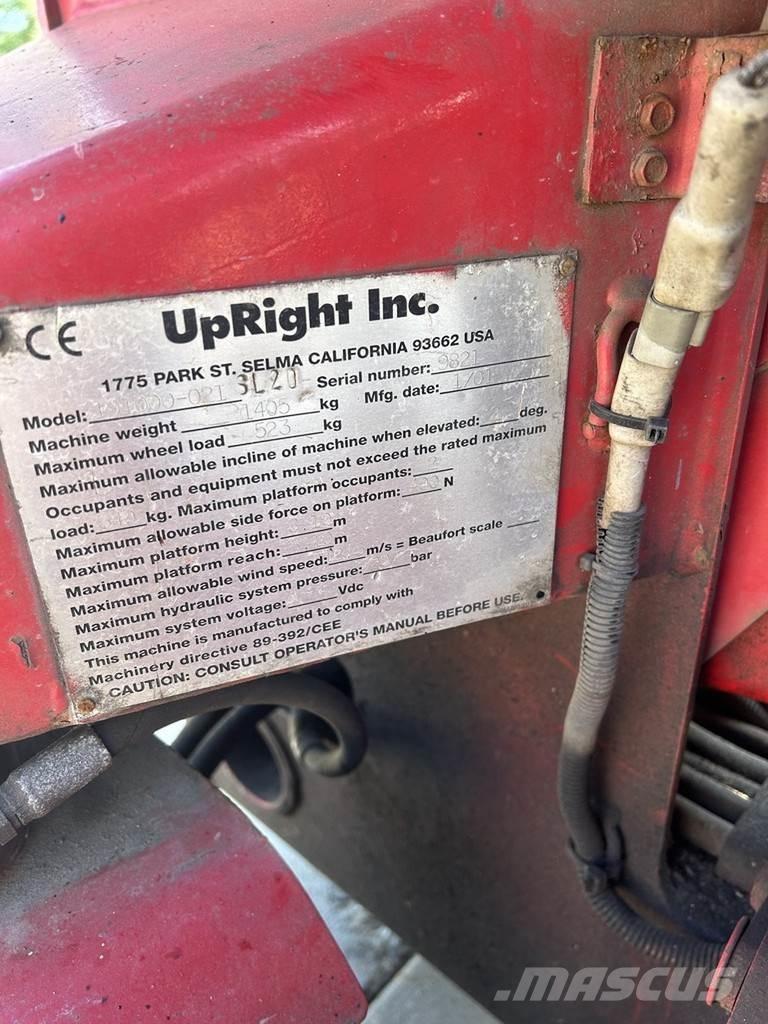 CE
UpRight Inc.
1775 PARK ST. SELMA CALIFORNIA 93662 USA
Model: SL20 Serial number: 9821
Machine weight 1405 kg Mfg. date: 1/01
Maximum wheel load 523 kg
Maximum allowable incline of machine when elevated: deg.
Occupants and equipment must not exceed the rated maximum
load: kg. Maximum platform occupants:
Maximum allowable side force on platform: N
Maximum platform height: m
Maximum platform reach: m
Maximum allowable wind speed: m/s = Beaufort scale
Maximum hydraulic system pressure: bar
Maximum system voltage: Vdc
This machine is manufactured to comply with
Machinery directive 89-392/CEE
CAUTION: CONSULT OPERATOR'S MANUAL BEFORE USE.
MASCUS